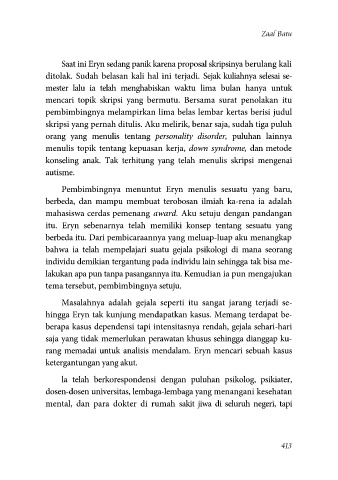 Zaal Batu
Saat ini Eryn sedang panik karena proposal skripsinya berulang kali
ditolak. Sudah belasan kali hal ini terjadi. Sejak kuliahnya selesai se-
mester lalu ia telah menghabiskan waktu lima bulan hanya untuk
mencari topik skripsi yang bermutu. Bersama surat penolakan itu
pembimbingnya melampirkan lima belas lembar kertas berisi judul
skripsi yang pernah ditulis. Aku melirik, benar saja, sudah tiga puluh
orang yang menulis tentang personality disorder, puluhan lainnya
menulis topik tentang kepuasan kerja, down syndrome, dan metode
konseling anak. Tak terhitung yang telah menulis skripsi mengenai
autisme.
Pembimbingnya menuntut Eryn menulis sesuatu yang baru,
berbeda, dan mampu membuat terobosan ilmiah ka-rena ia adalah
mahasiswa cerdas pemenang award. Aku setuju dengan pandangan
itu. Eryn sebenarnya telah memiliki konsep tentang sesuatu yang
berbeda itu. Dari pembicaraannya yang meluap-luap aku menangkap
bahwa ia telah mempelajari suatu gejala psikologi di mana seorang
individu demikian tergantung pada individu lain sehingga tak bisa me-
lakukan apa pun tanpa pasangannya itu. Kemudian ia pun mengajukan
tema tersebut, pembimbingnya setuju.
Masalahnya adalah gejala seperti itu sangat jarang terjadi se-
hingga Eryn tak kunjung mendapatkan kasus. Memang terdapat be-
berapa kasus dependensi tapi intensitasnya rendah, gejala sehari-hari
saja yang tidak memerlukan perawatan khusus sehingga dianggap ku-
rang memadai untuk analisis mendalam. Eryn mencari sebuah kasus
ketergantungan yang akut.
la telah berkorespondensi dengan puluhan psikolog, psikiater,
dosen-dosen universitas, lembaga-lembaga yang menangani kesehatan
mental, dan para dokter di rumah sakit jiwa di seluruh negeri, tapi
413